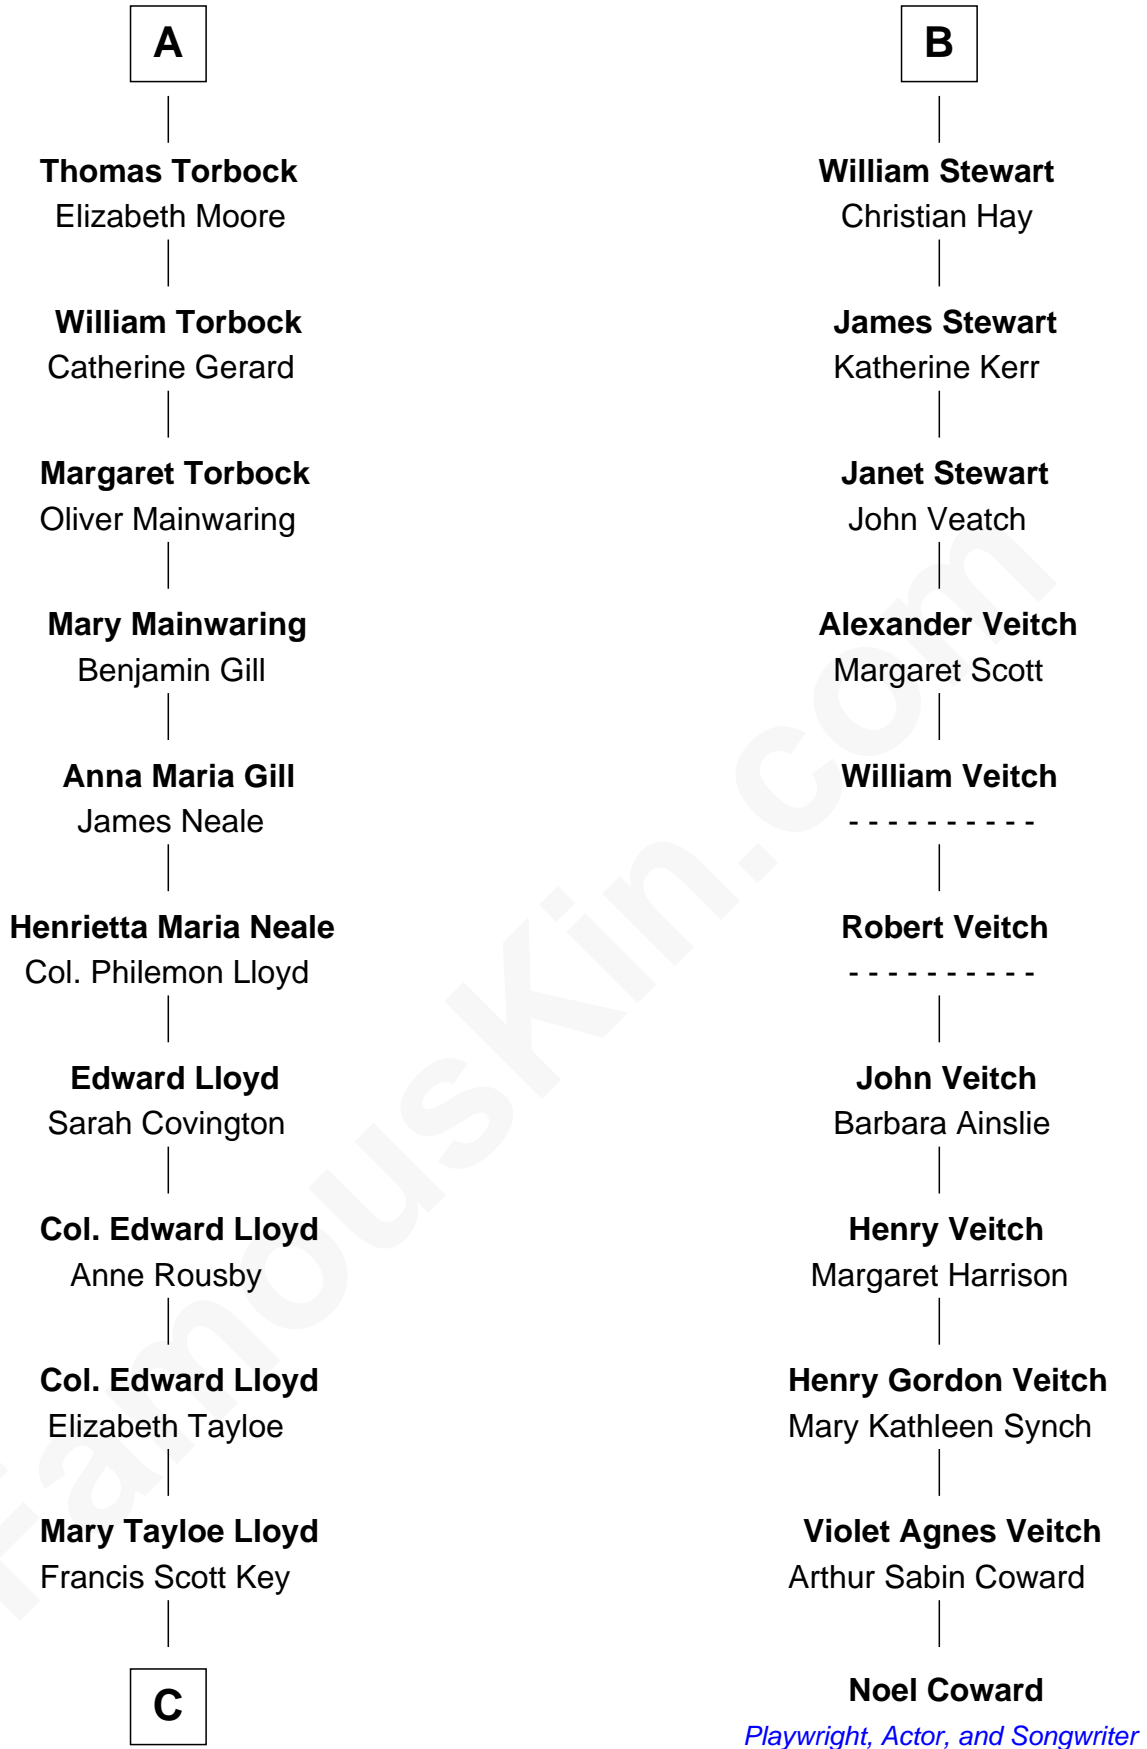 A
Thomas Torbock
Elizabeth Moore
William Torbock
Catherine Gerard
Margaret Torbock
Oliver Mainwaring
Mary Mainwaring
Benjamin Gill
Anna Maria Gill
James Neale
Henrietta Maria Neale
Col. Philemon Lloyd
Edward Lloyd
Sarah Covington
Col. Edward Lloyd
Anne Rousby
Col. Edward Lloyd
Elizabeth Tayloe
Mary Tayloe Lloyd
Francis Scott Key
C
B
William Stewart
Christian Hay
James Stewart
Katherine Kerr
Janet Stewart
John Veatch
Alexander Veitch
Margaret Scott
William Veitch
- - - - - - - - - -
Robert Veitch
- - - - - - - - - -
John Veitch
Barbara Ainslie
Henry Veitch
Margaret Harrison
Henry Gordon Veitch
Mary Kathleen Synch
Violet Agnes Veitch
Arthur Sabin Coward
Noel Coward
Playwright, Actor, and Songwriter
FamousKin.com